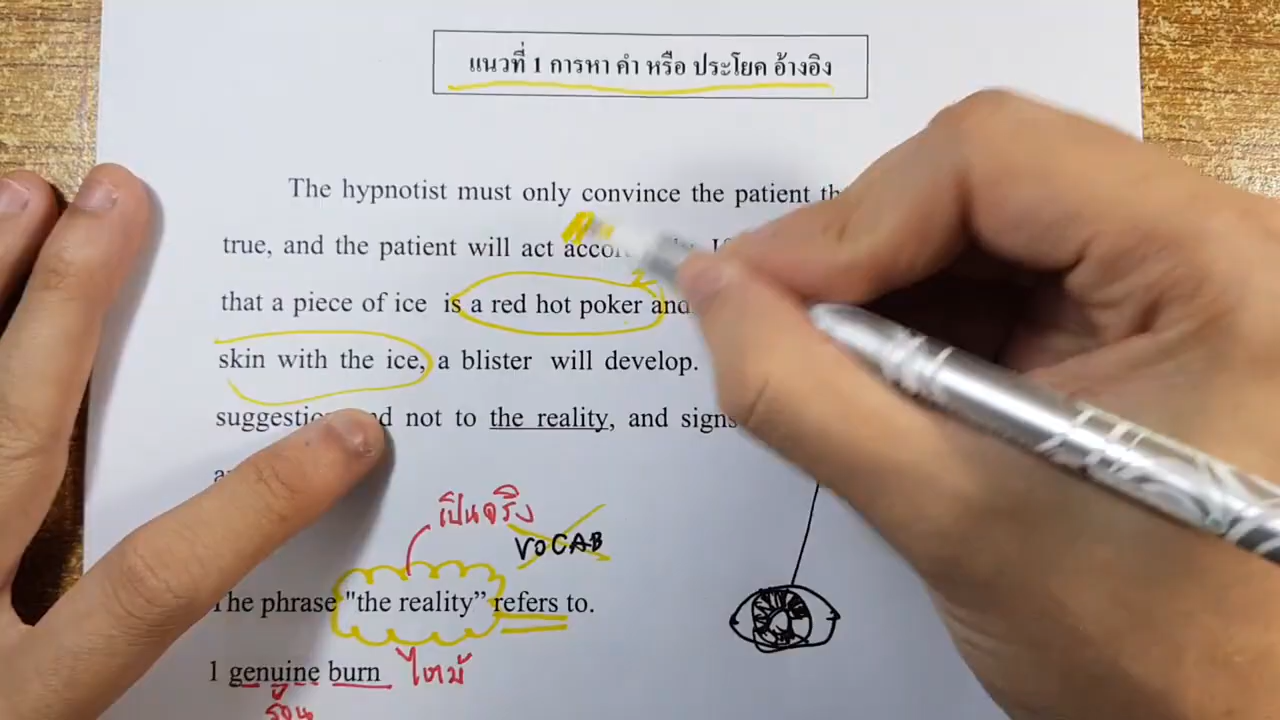 แนวที่ 1 การหา คำ หรือ ประโยค อ้างอิง
The hypnotist must only convince the patient
true, and the patient will act
that a piece of ice is a red hot poker and
skin with the ice, a blister will develop.
not to the reality, and signs
เป็นจริง
VOCAB
The phrase "the reality” refers to.
1 genuine burn ไหม้
ร้อน